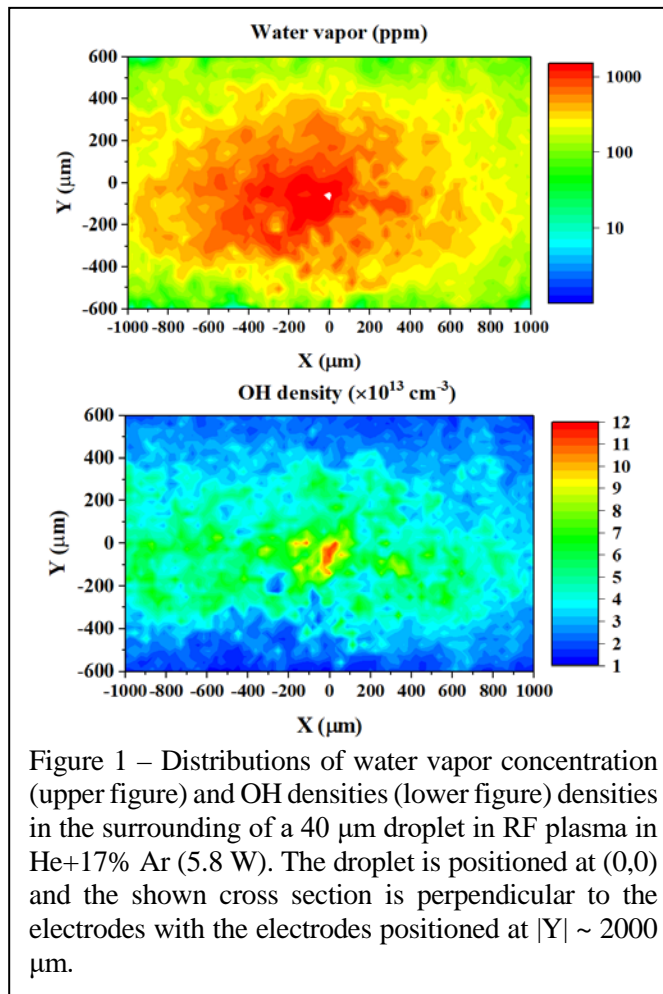 Water vapor (ppm)
600
400
200
0
-200
-400
-600
Y (μm)
-1000 -800 -600 -400 -200 0 200 400 600 800 1000
X (μm)
1000
100
10
OH density (×10¹³ cm⁻³)
600
400
200
0
-200
-400
-600
Y (μm)
-1000 -800 -600 -400 -200 0 200 400 600 800 1000
X (μm)
12
11
10
9
8
7
6
5
4
3
2
1
Figure 1 – Distributions of water vapor concentration
(upper figure) and OH densities (lower figure) densities
in the surrounding of a 40 μm droplet in RF plasma in
He+17% Ar (5.8 W). The droplet is positioned at (0,0)
and the shown cross section is perpendicular to the
electrodes with the electrodes positioned at |Y| ~ 2000
μm.